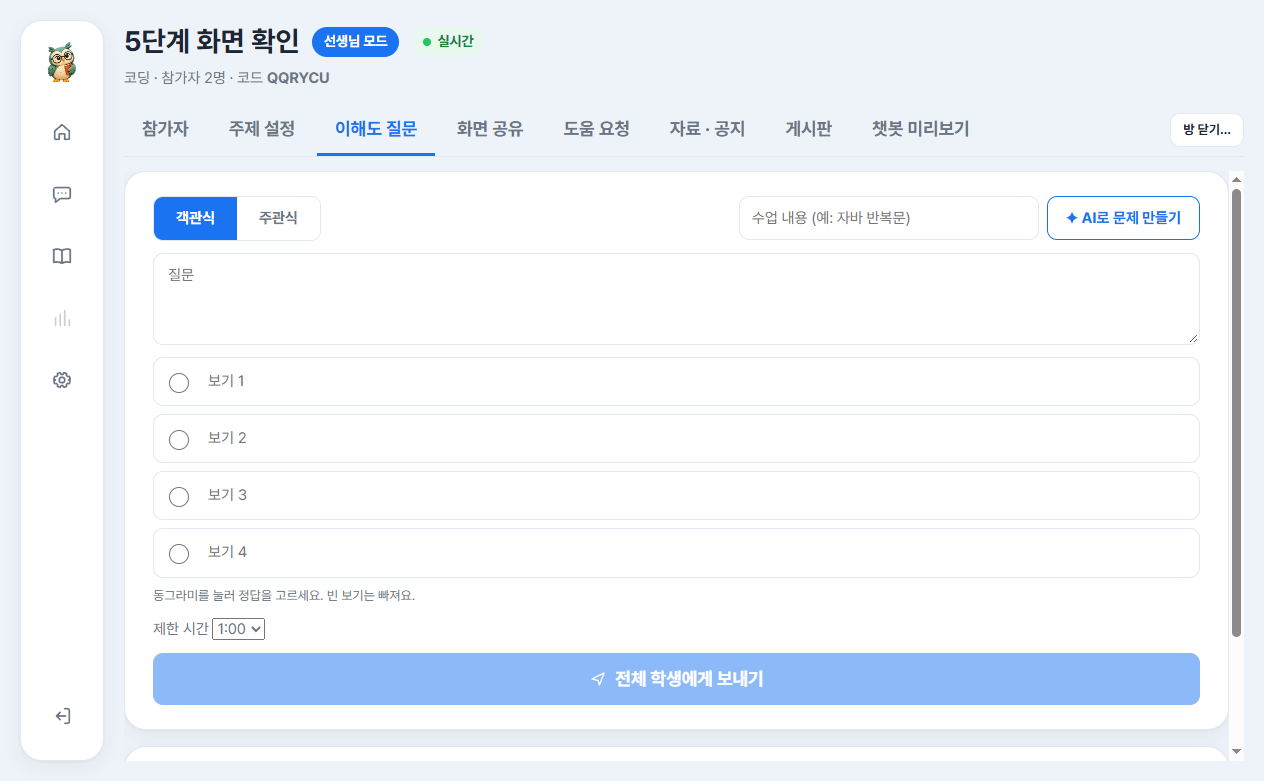 5단계 화면 확인 선생님 모드 실시간
코딩 · 참가자 2명 · 코드 QQRYCU
참가자 주제 설정 이해도 질문 화면 공유 도움 요청 자료 · 공지 게시판 챗봇 미리보기 방 닫기...
객관식 주관식 수업 내용 (예: 자바 반복문) AI로 문제 만들기
질문
보기 1
보기 2
보기 3
보기 4
동그라미를 눌러 정답을 고르세요. 빈 보기는 빠져요.
제한 시간 1:00
전체 학생에게 보내기